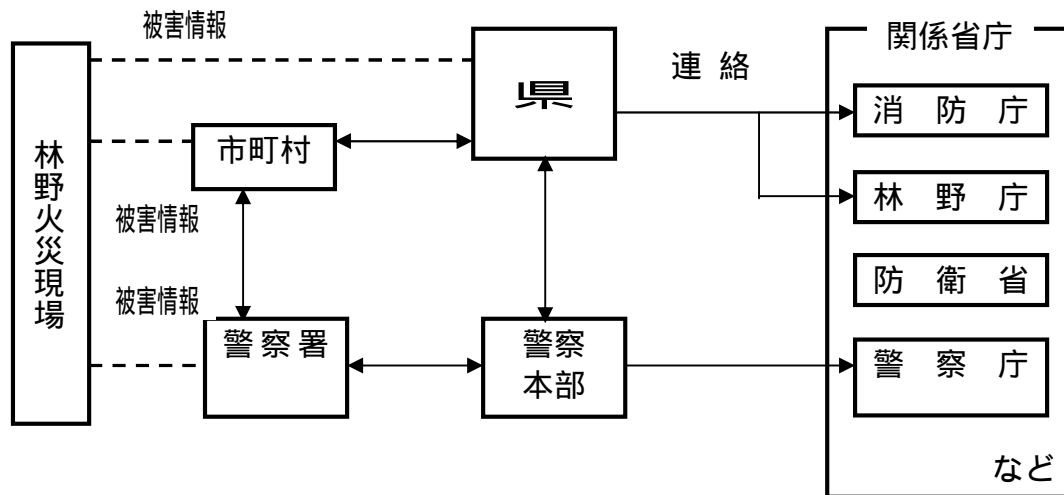 被害情報
関係省庁
県
連絡
消防庁
市町村
林野火災現場
林野庁
被害情報
防衛省
被害情報
警察署
警察
本部
警察庁
など